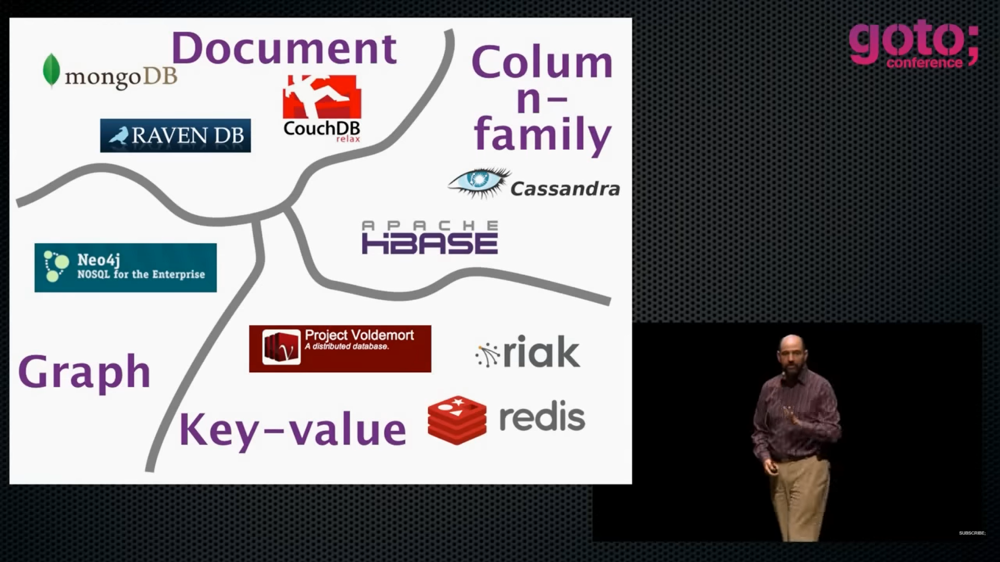 Document
mongoDB
CouchDB
relax
RAVEN DB
Colum
n-
family
Cassandra
APACHE
HBASE
Neo4j
NOSQL for the Enterprise
Graph
Project Voldemort
A distributed database.
riak
Key-value
redis
goto;
conference
SUBSCRIBE;